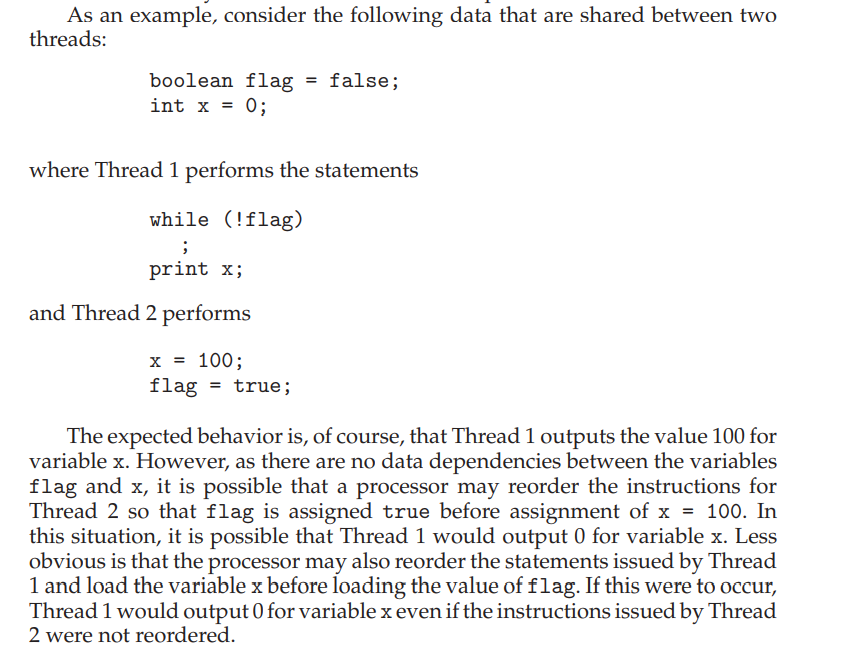 As an example, consider the following data that are shared between two
threads:
boolean flag = false;
int x = 0;
where Thread 1 performs the statements
while (!flag)
;
print x;
and Thread 2 performs
x = 100;
flag = true;
The expected behavior is, of course, that Thread 1 outputs the value 100 for
variable x. However, as there are no data dependencies between the variables
flag and x, it is possible that a processor may reorder the instructions for
Thread 2 so that flag is assigned true before assignment of x = 100. In
this situation, it is possible that Thread 1 would output 0 for variable x. Less
obvious is that the processor may also reorder the statements issued by Thread
1 and load the variable x before loading the value of flag. If this were to occur,
Thread 1 would output 0 for variable x even if the instructions issued by Thread
2 were not reordered.